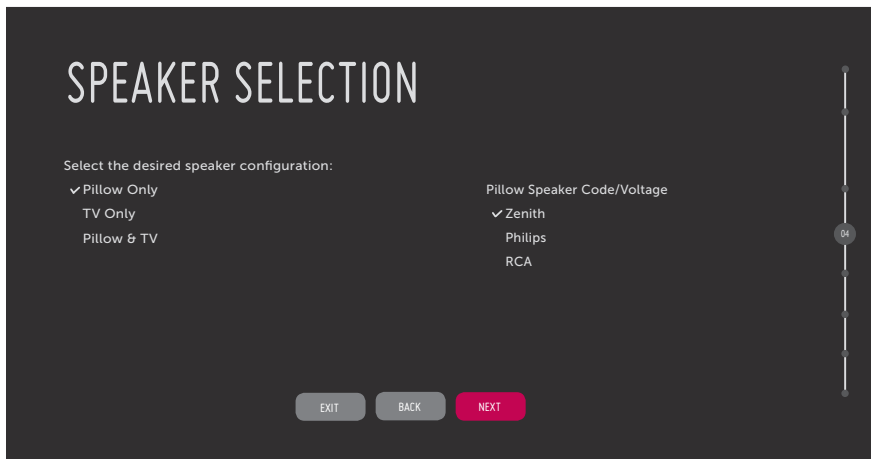 SPEAKER SELECTION
Select the desired speaker configuration:
Pillow Only
TV Only
Pillow & TV
Pillow Speaker Code/Voltage
Zenith
Philips
RCA
04
EXIT
BACK
NEXT